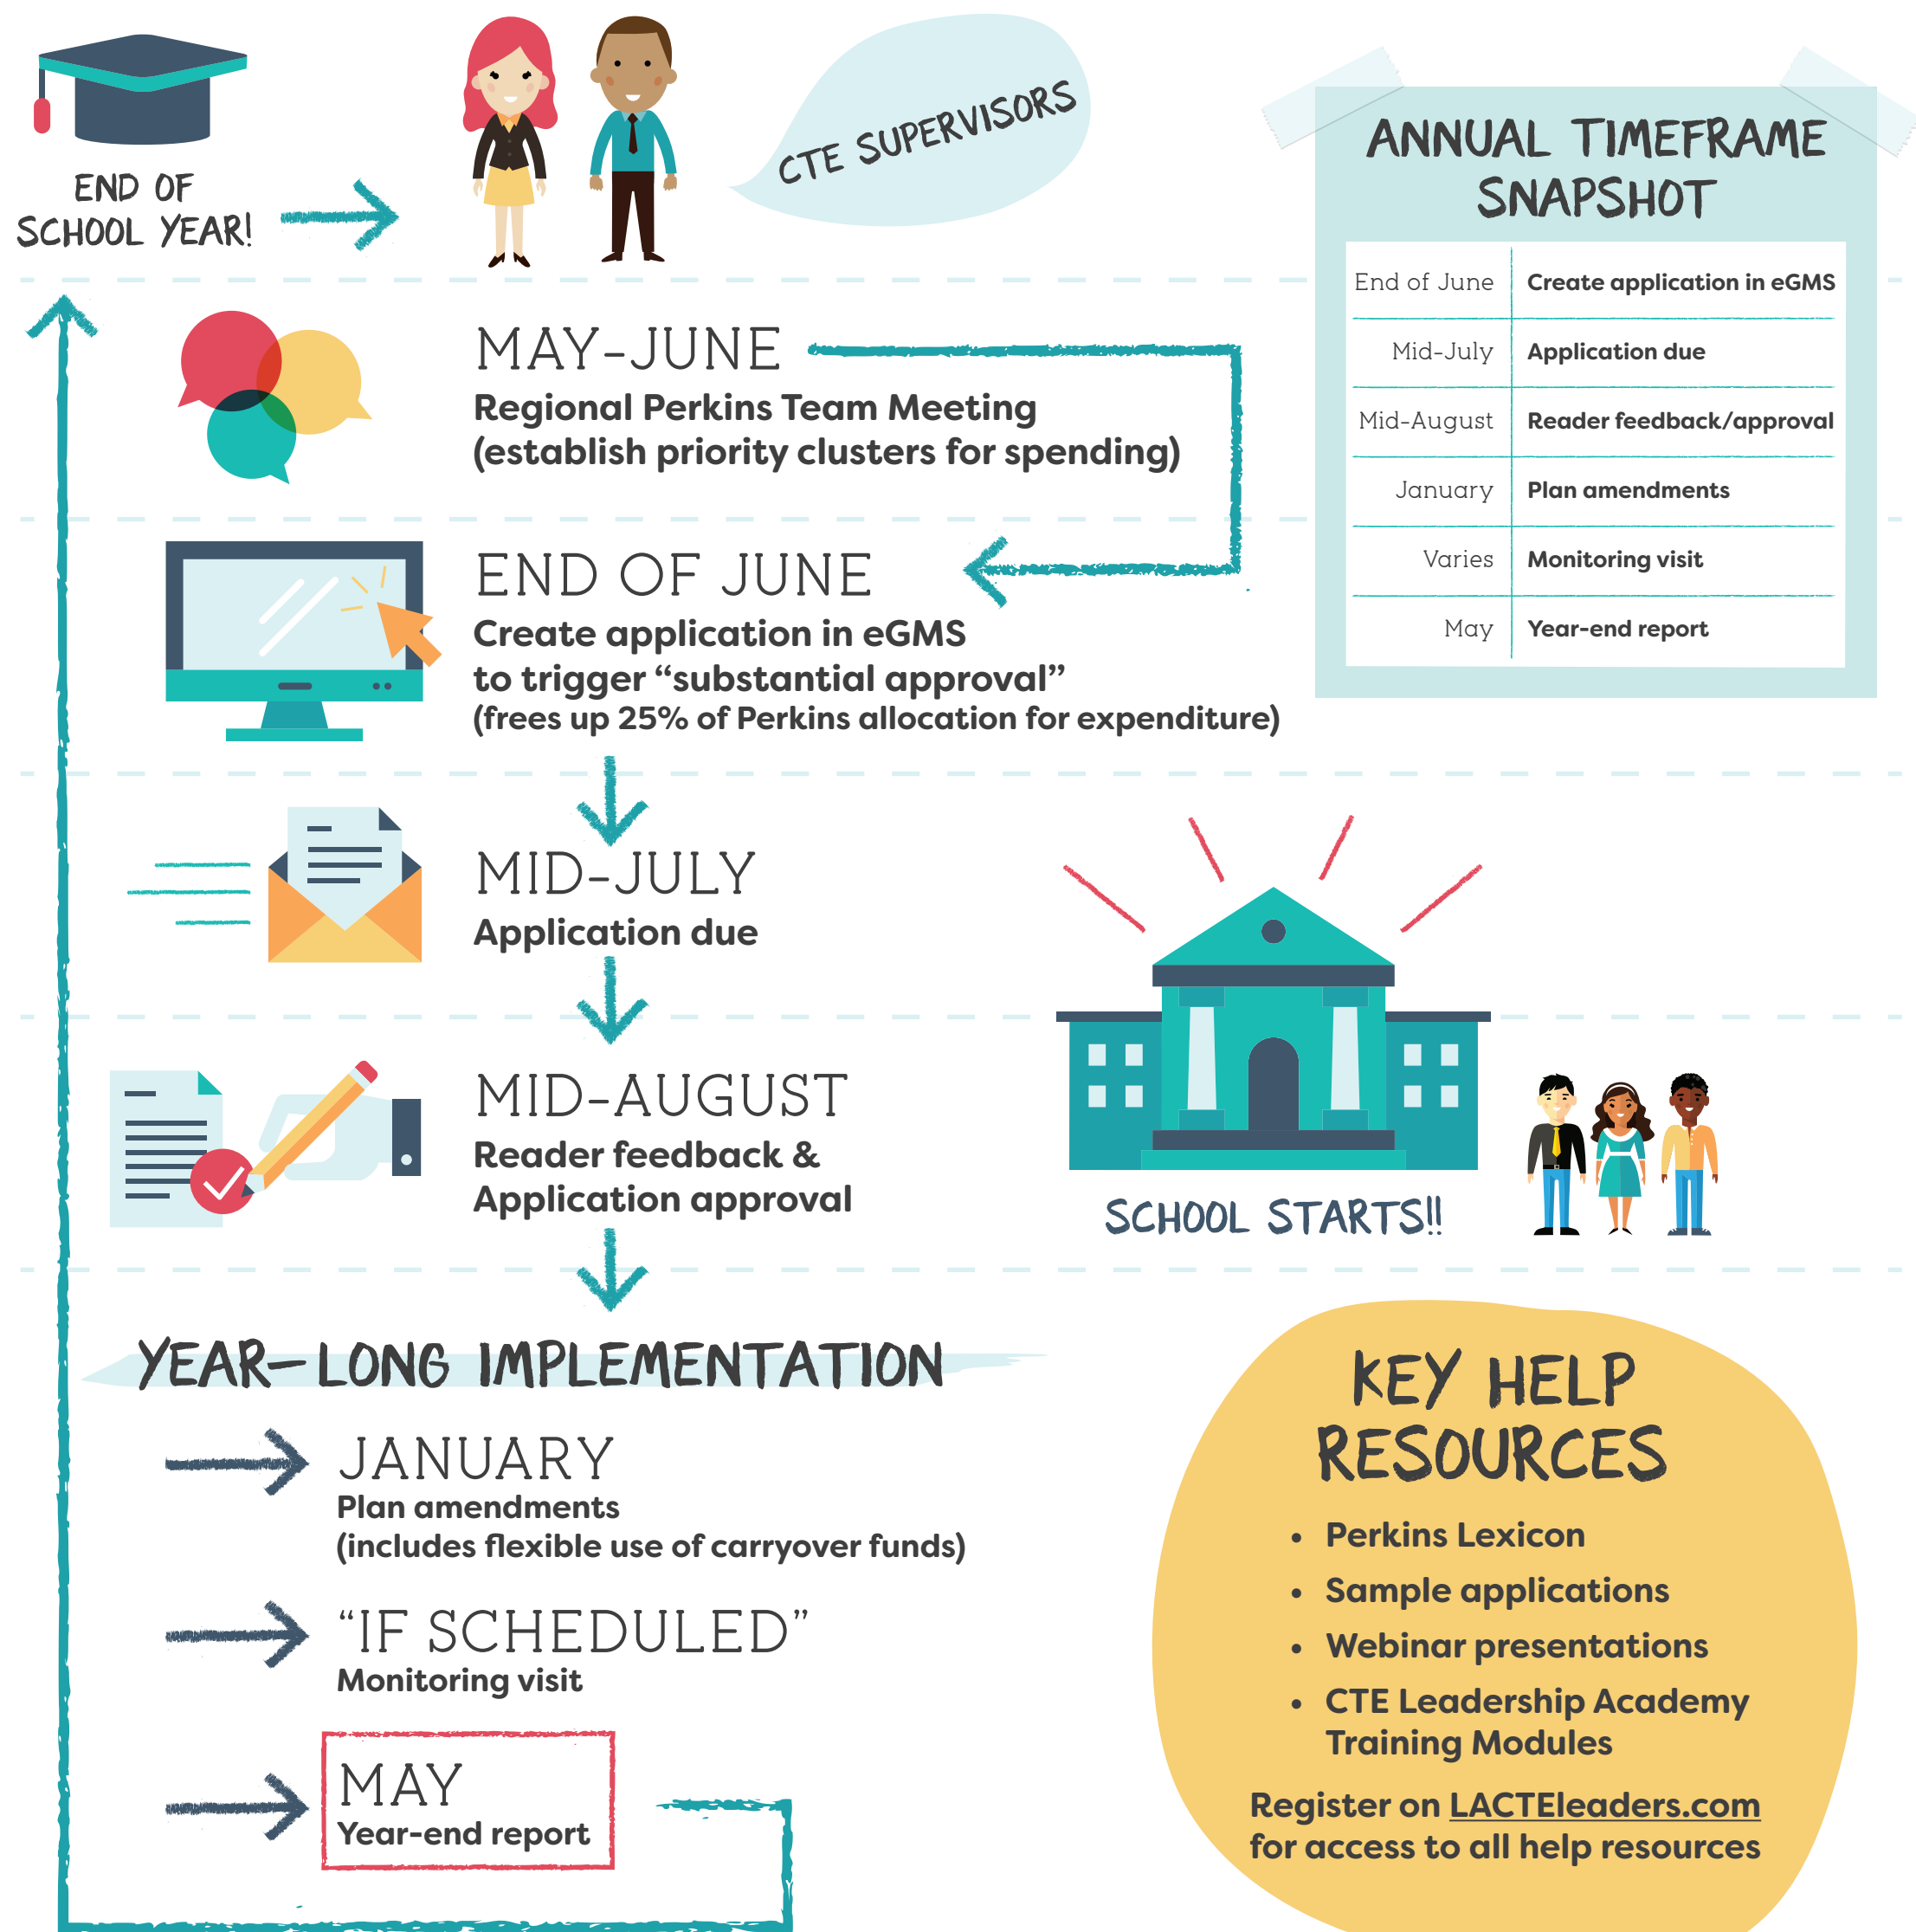 END OF
SCHOOL YEAR!
CTE SUPERVISORS
ANNUAL TIMEFRAME
SNAPSHOT
End of June Create application in eGMS
Mid-July Application due
Mid-August Reader feedback/approval
January Plan amendments
Varies Monitoring visit
May Year-end report
MAY-JUNE
Regional Perkins Team Meeting
(establish priority clusters for spending)
END OF JUNE
Create application in eGMS
to trigger “substantial approval”
(frees up 25% of Perkins allocation for expenditure)
MID-JULY
Application due
MID-AUGUST
Reader feedback &
Application approval
SCHOOL STARTS!!
YEAR-LONG IMPLEMENTATION
JANUARY
Plan amendments
(includes flexible use of carryover funds)
“IF SCHEDULED”
Monitoring visit
MAY
Year-end report
KEY HELP
RESOURCES
• Perkins Lexicon
• Sample applications
• Webinar presentations
• CTE Leadership Academy
Training Modules
Register on LACTEleaders.com
for access to all help resources